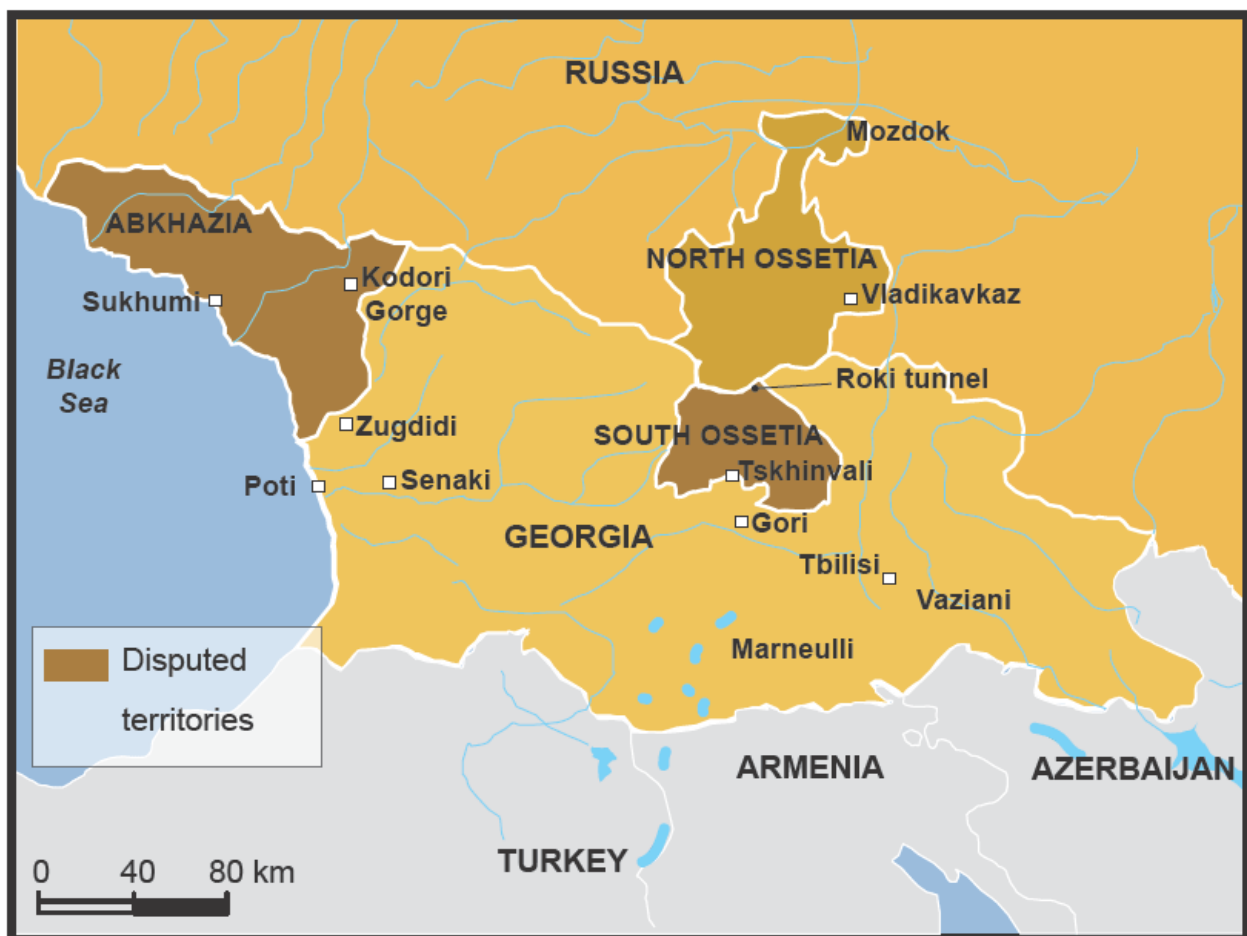 RUSSIA
Mozdok
ABKHAZIA
NORTH OSSETIA
Kodori
Gorge
Sukhumi
Vladikavkaz
Black
Sea
Roki tunnel
Zugdidi
SOUTH OSSETIA
Tskhinvali
Senaki
Poti
Gori
GEORGIA
Tbilisi
Vaziani
Marneulli
Disputed
territories
ARMENIA
AZERBAIJAN
TURKEY
0 40 80 km